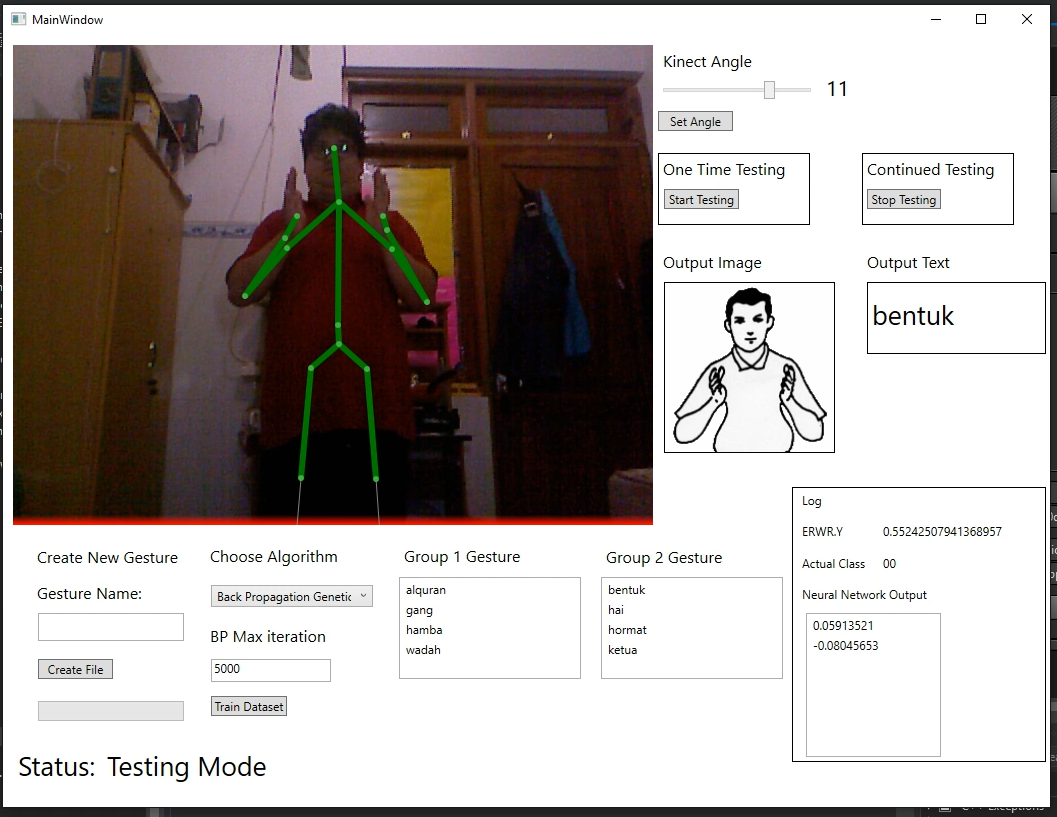 MainWindow
Kinect Angle
11
Set Angle
One Time Testing
Start Testing
Continued Testing
Stop Testing
Output Image
Output Text
bentuk
Log
ERWR.Y 0.55242507941368957
Actual Class 00
Neural Network Output
0.05913521
-0.08045653
Create New Gesture
Gesture Name:
Create File
Choose Algorithm
Back Propagation Genetic
BP Max iteration
5000
Train Dataset
Group 1 Gesture
alquran
gang
hamba
wadah
Group 2 Gesture
bentuk
hai
hormat
ketua
Status: Testing Mode